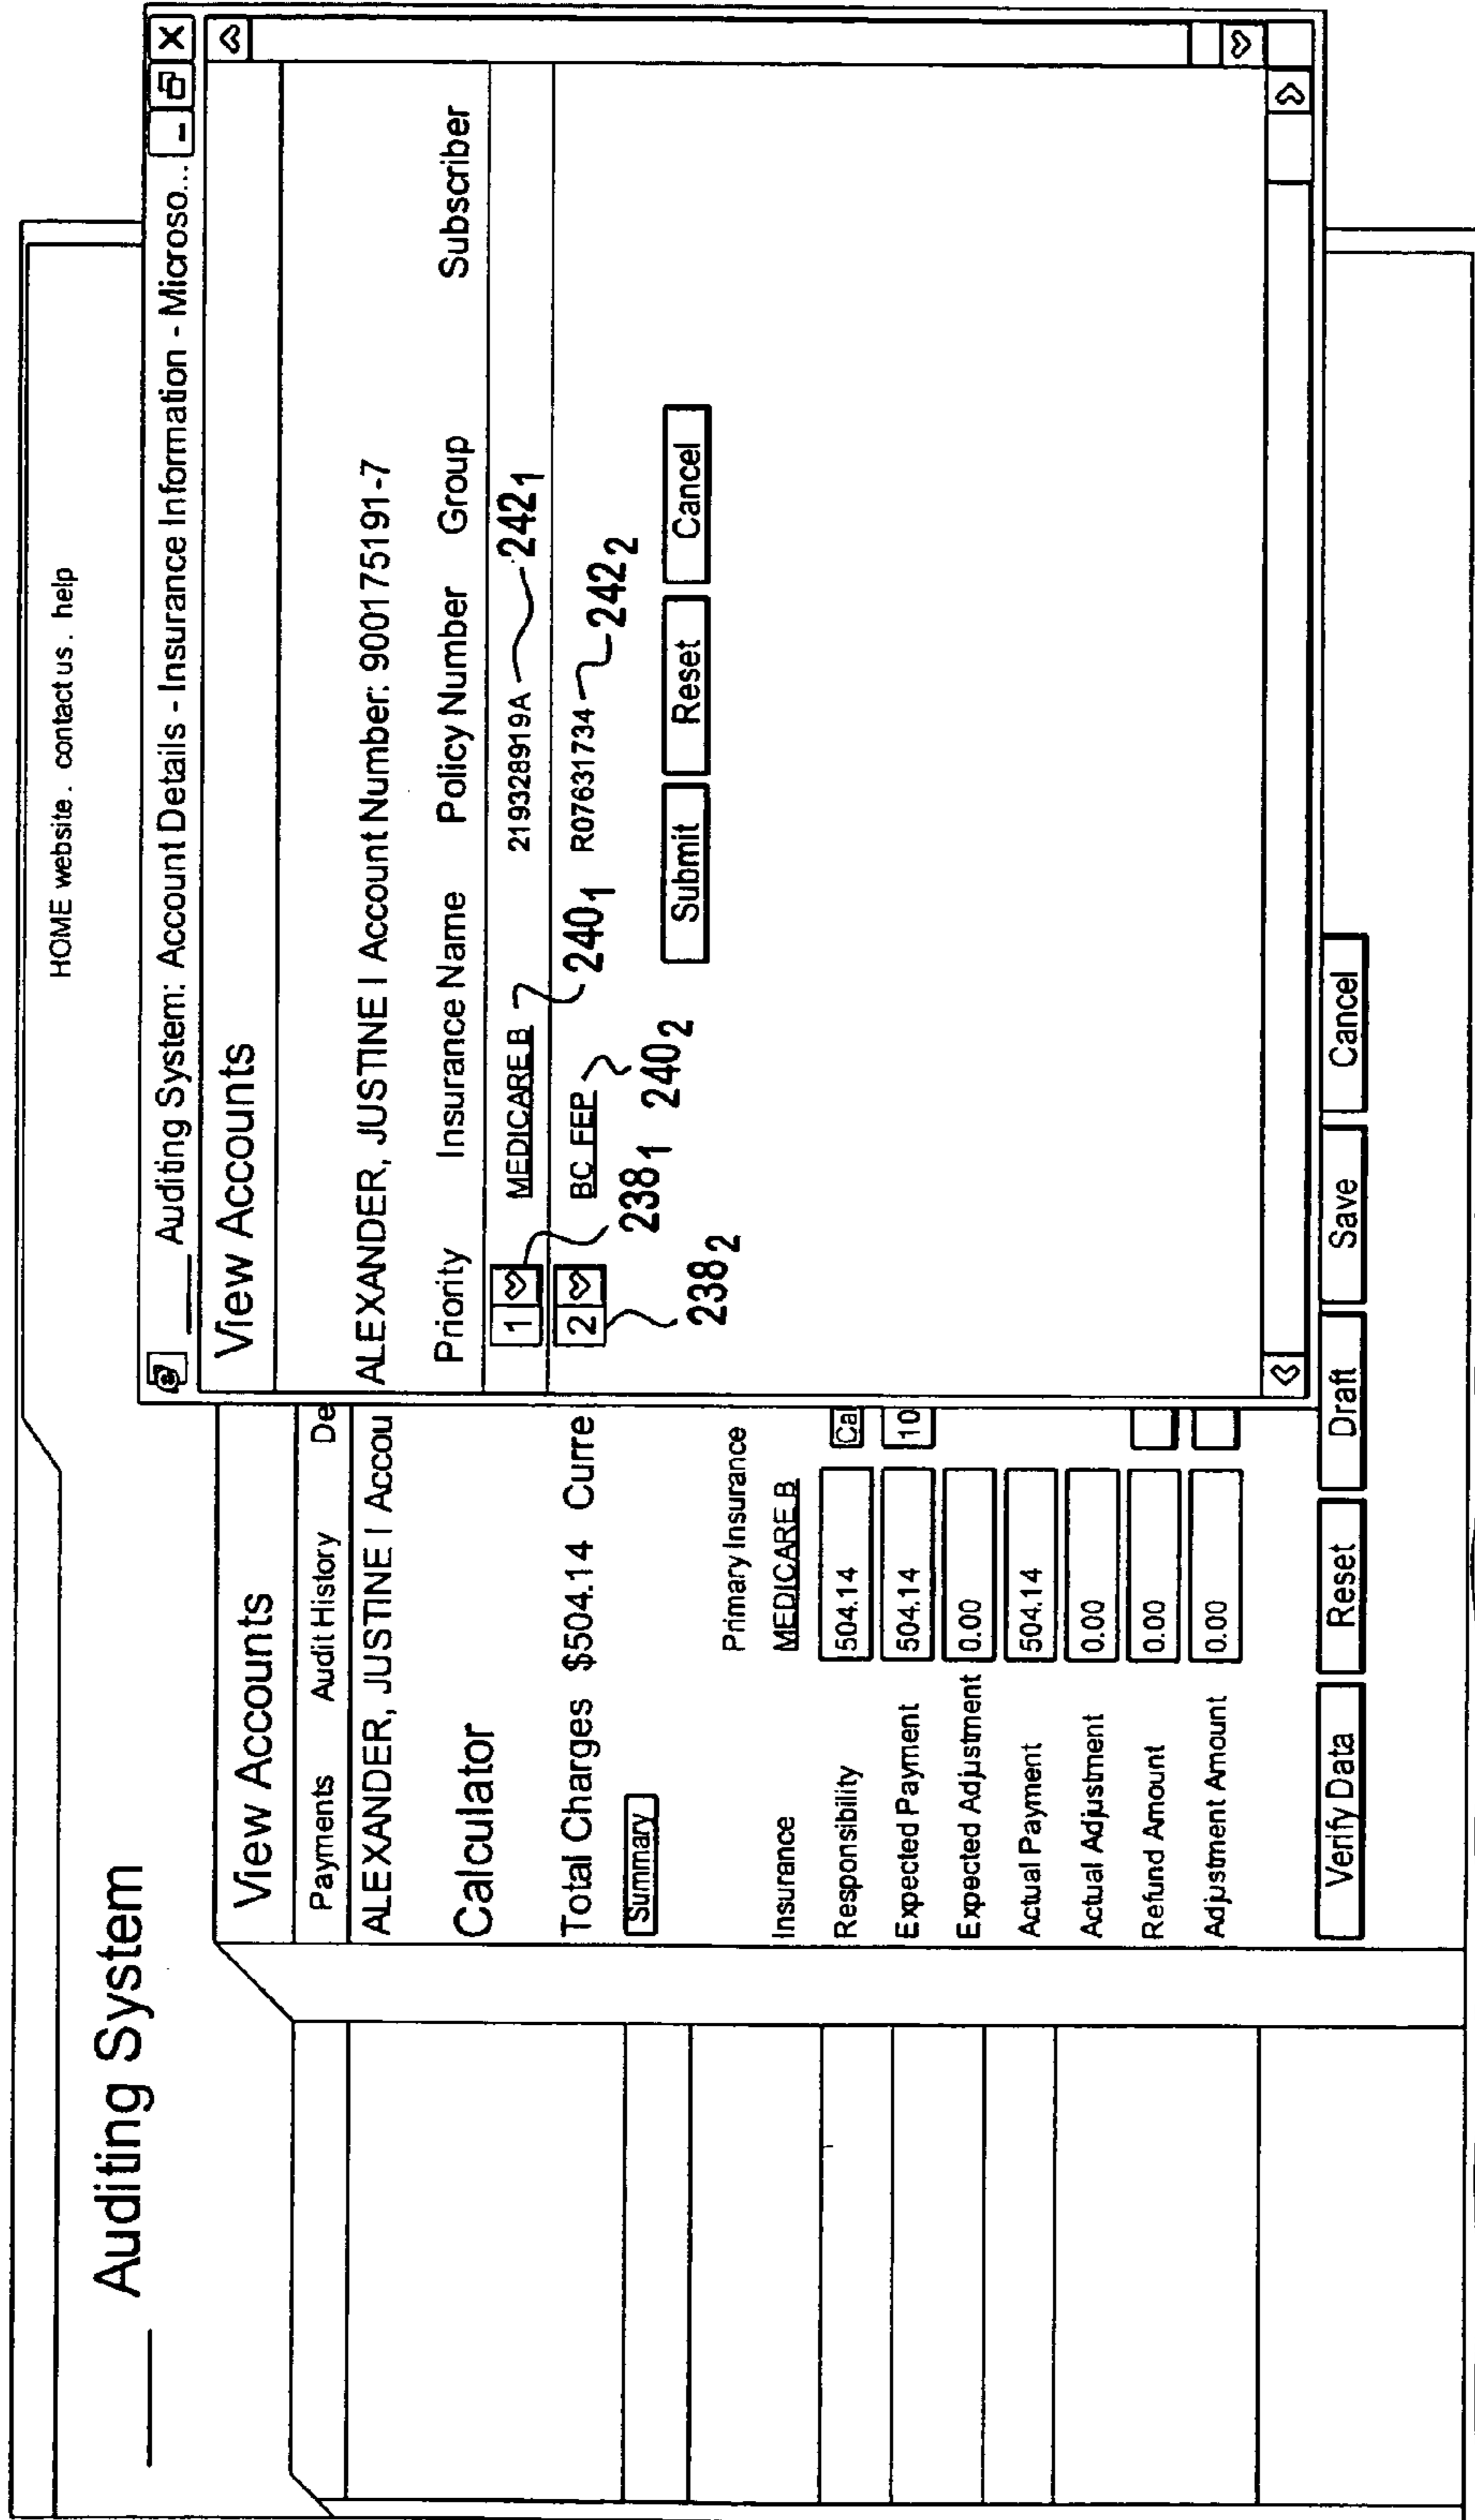 HOME website . contact us . help
Auditing System
Auditing System: Account Details - Insurance Information - Microso...
View Accounts
ALEXANDER, JUSTINE I Account Number: 900175191-7
Priority Insurance Name Policy Number Group Subscriber
1 MEDICARE B 219328919A 242₁
240₁
2 BC FEP R07631734 242₂
238₁ 240₂
238₂
Submit Reset Cancel
View Accounts
Payments Audit History De
ALEXANDER, JUSTINE I Accou
Calculator
Total Charges $504.14 Curre
Summary
Primary Insurance
Insurance MEDICARE B
Responsibility 504.14 Cal
Expected Payment 504.14 10
Expected Adjustment 0.00
Actual Payment 504.14
Actual Adjustment 0.00
Refund Amount 0.00
Adjustment Amount 0.00
Verify Data Reset Draft Save Cancel